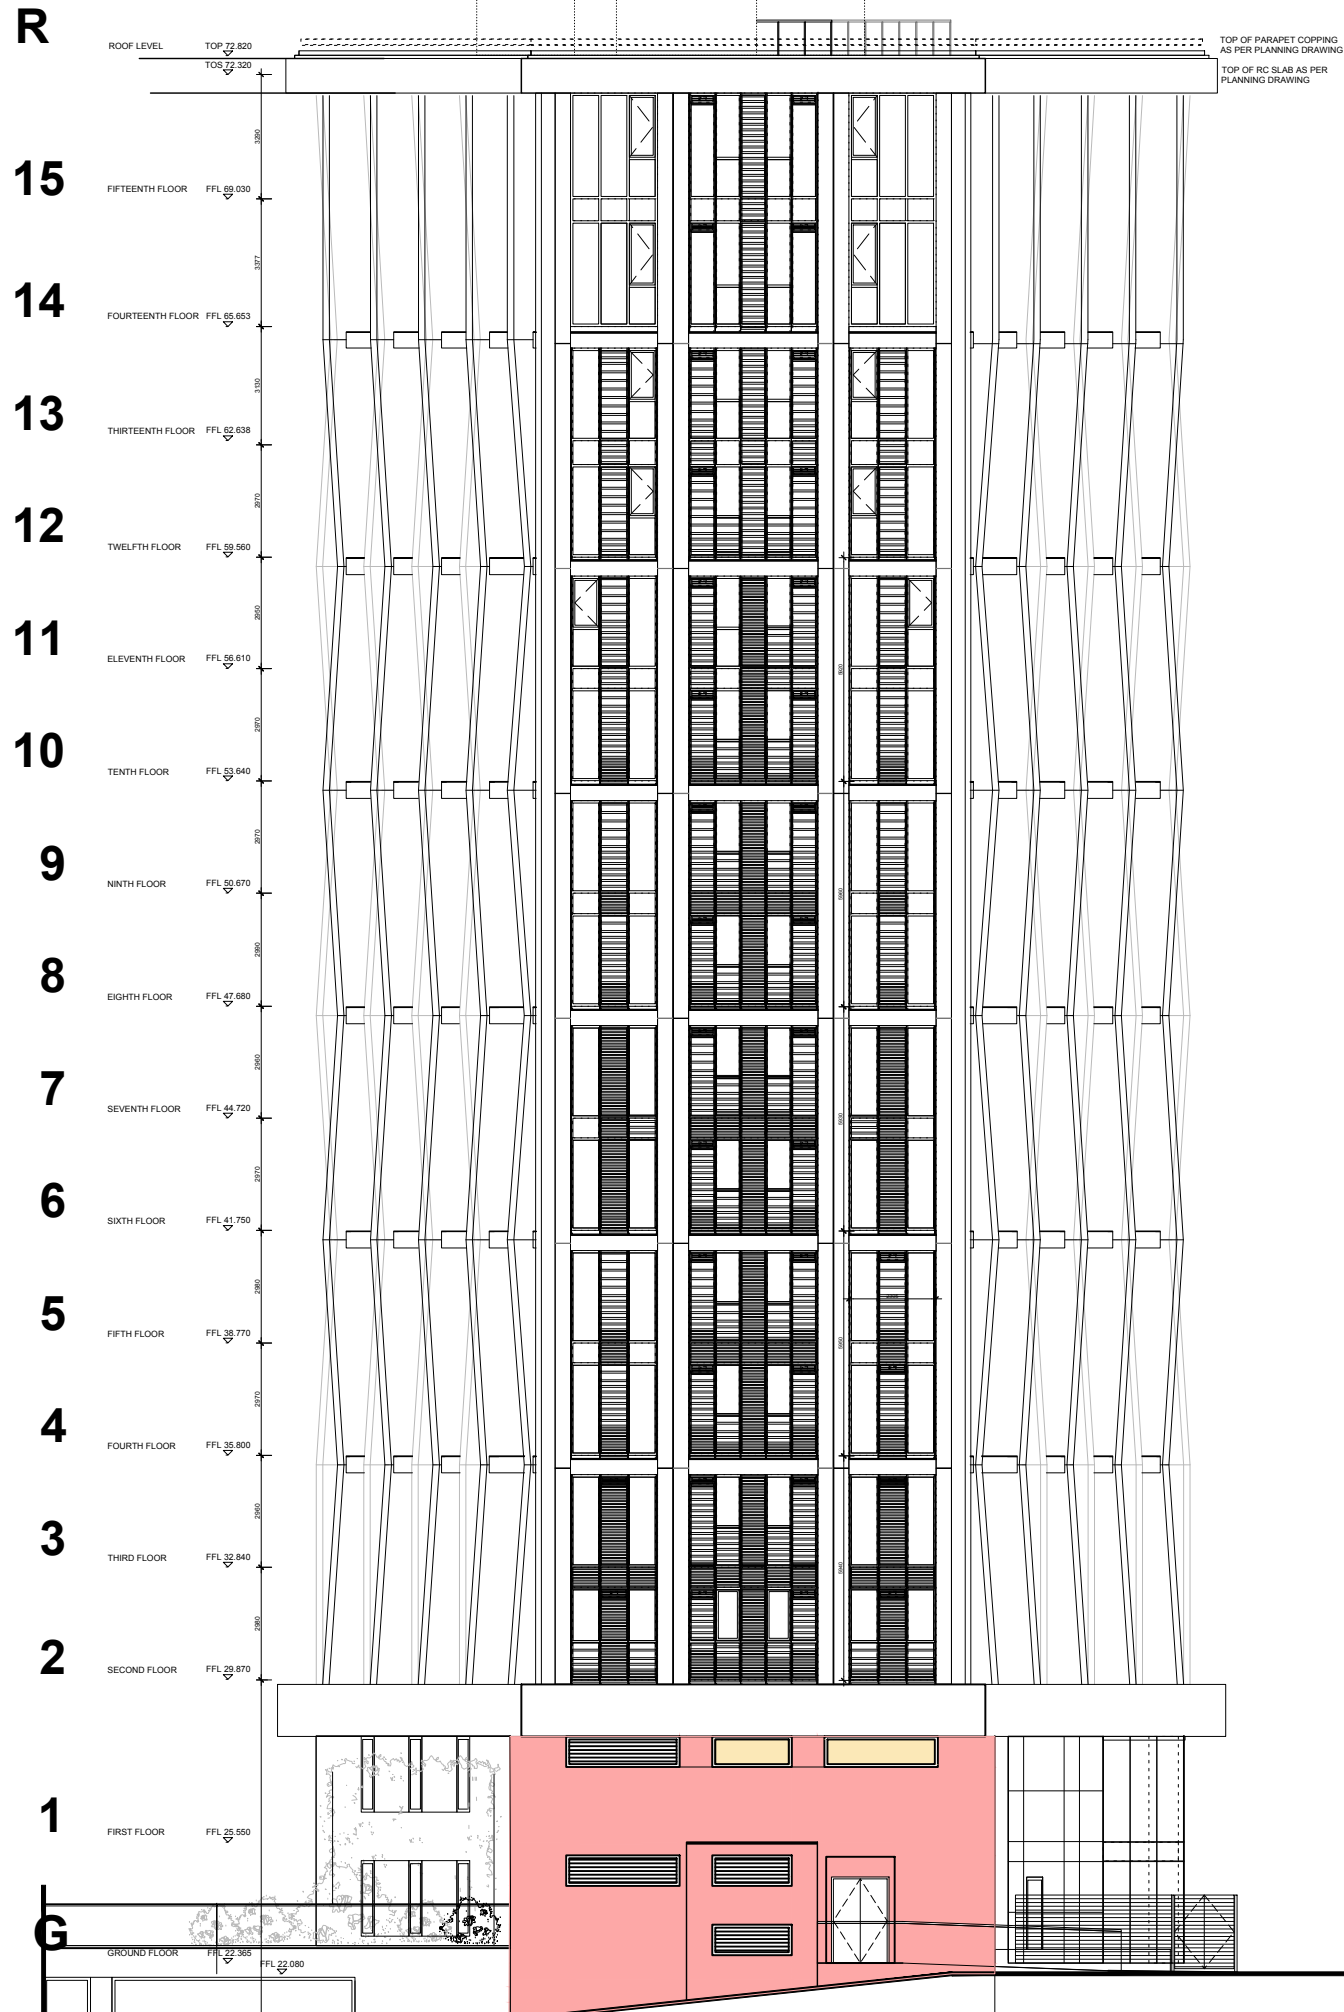 R
ROOF LEVEL TOP 72.820
TOS 72.320
TOP OF PARAPET COPPING
AS PER PLANNING DRAWING
TOP OF RC SLAB AS PER
PLANNING DRAWING
3290
15
FIFTEENTH FLOOR FFL 69.030
3377
14
FOURTEENTH FLOOR FFL 65.653
3130
13
THIRTEENTH FLOOR FFL 62.638
2970
12
TWELFTH FLOOR FFL 59.560
2950
11
ELEVENTH FLOOR FFL 56.610
2970
10
TENTH FLOOR FFL 53.640
2970
9
NINTH FLOOR FFL 50.670
5960
2990
8
EIGHTH FLOOR FFL 47.680
2960
7
SEVENTH FLOOR FFL 44.720
5930
2970
6
SIXTH FLOOR FFL 41.750
2980
5
FIFTH FLOOR FFL 38.770
5950
2970
4
FOURTH FLOOR FFL 35.800
2960
3
THIRD FLOOR FFL 32.840
5940
2980
2
SECOND FLOOR FFL 29.870
1
FIRST FLOOR FFL 25.550
G
GROUND FLOOR FFL 22.365
FFL 22.080